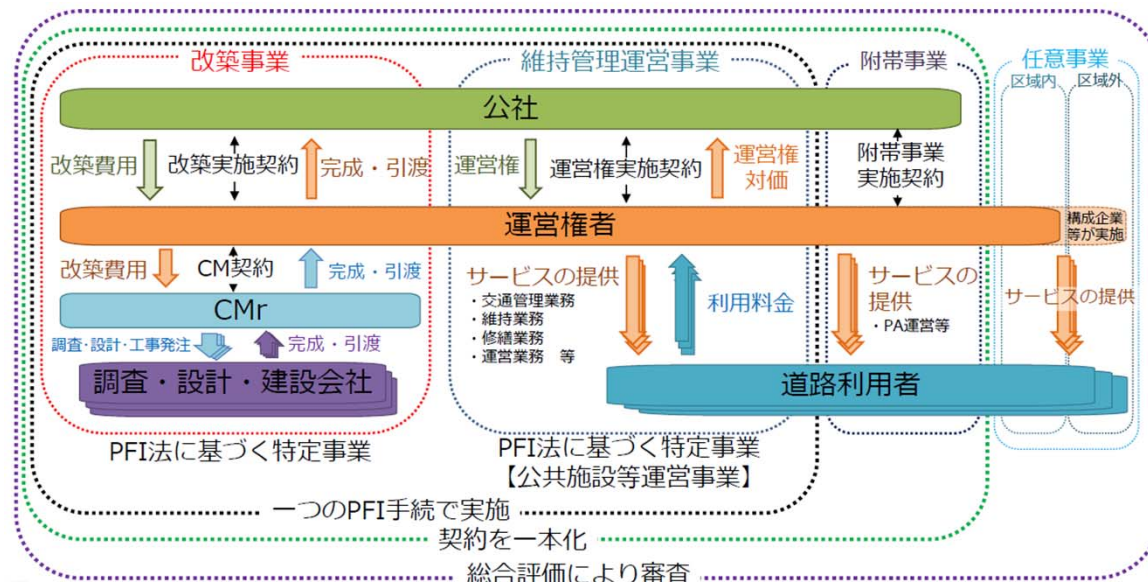 改築事業
維持管理運営事業
附帯事業
任意事業
区域内
区域外
公社
改築費用
改築実施契約
完成・引渡
運営権
運営権実施契約
運営権
対価
附帯事業
実施契約
運営権者
構成企業
等が実施
改築費用
CM契約
完成・引渡
サービスの提供
・交通管理業務
・維持業務
・修繕業務
・運営業務 等
利用料金
サービスの
提供
・PA運営等
サービスの提供
CMr
調査・設計・工事発注
完成・引渡
調査・設計・建設会社
道路利用者
PFI法に基づく特定事業
PFI法に基づく特定事業
【公共施設等運営事業】
一つのPFI手続で実施
契約を一本化
総合評価により審査